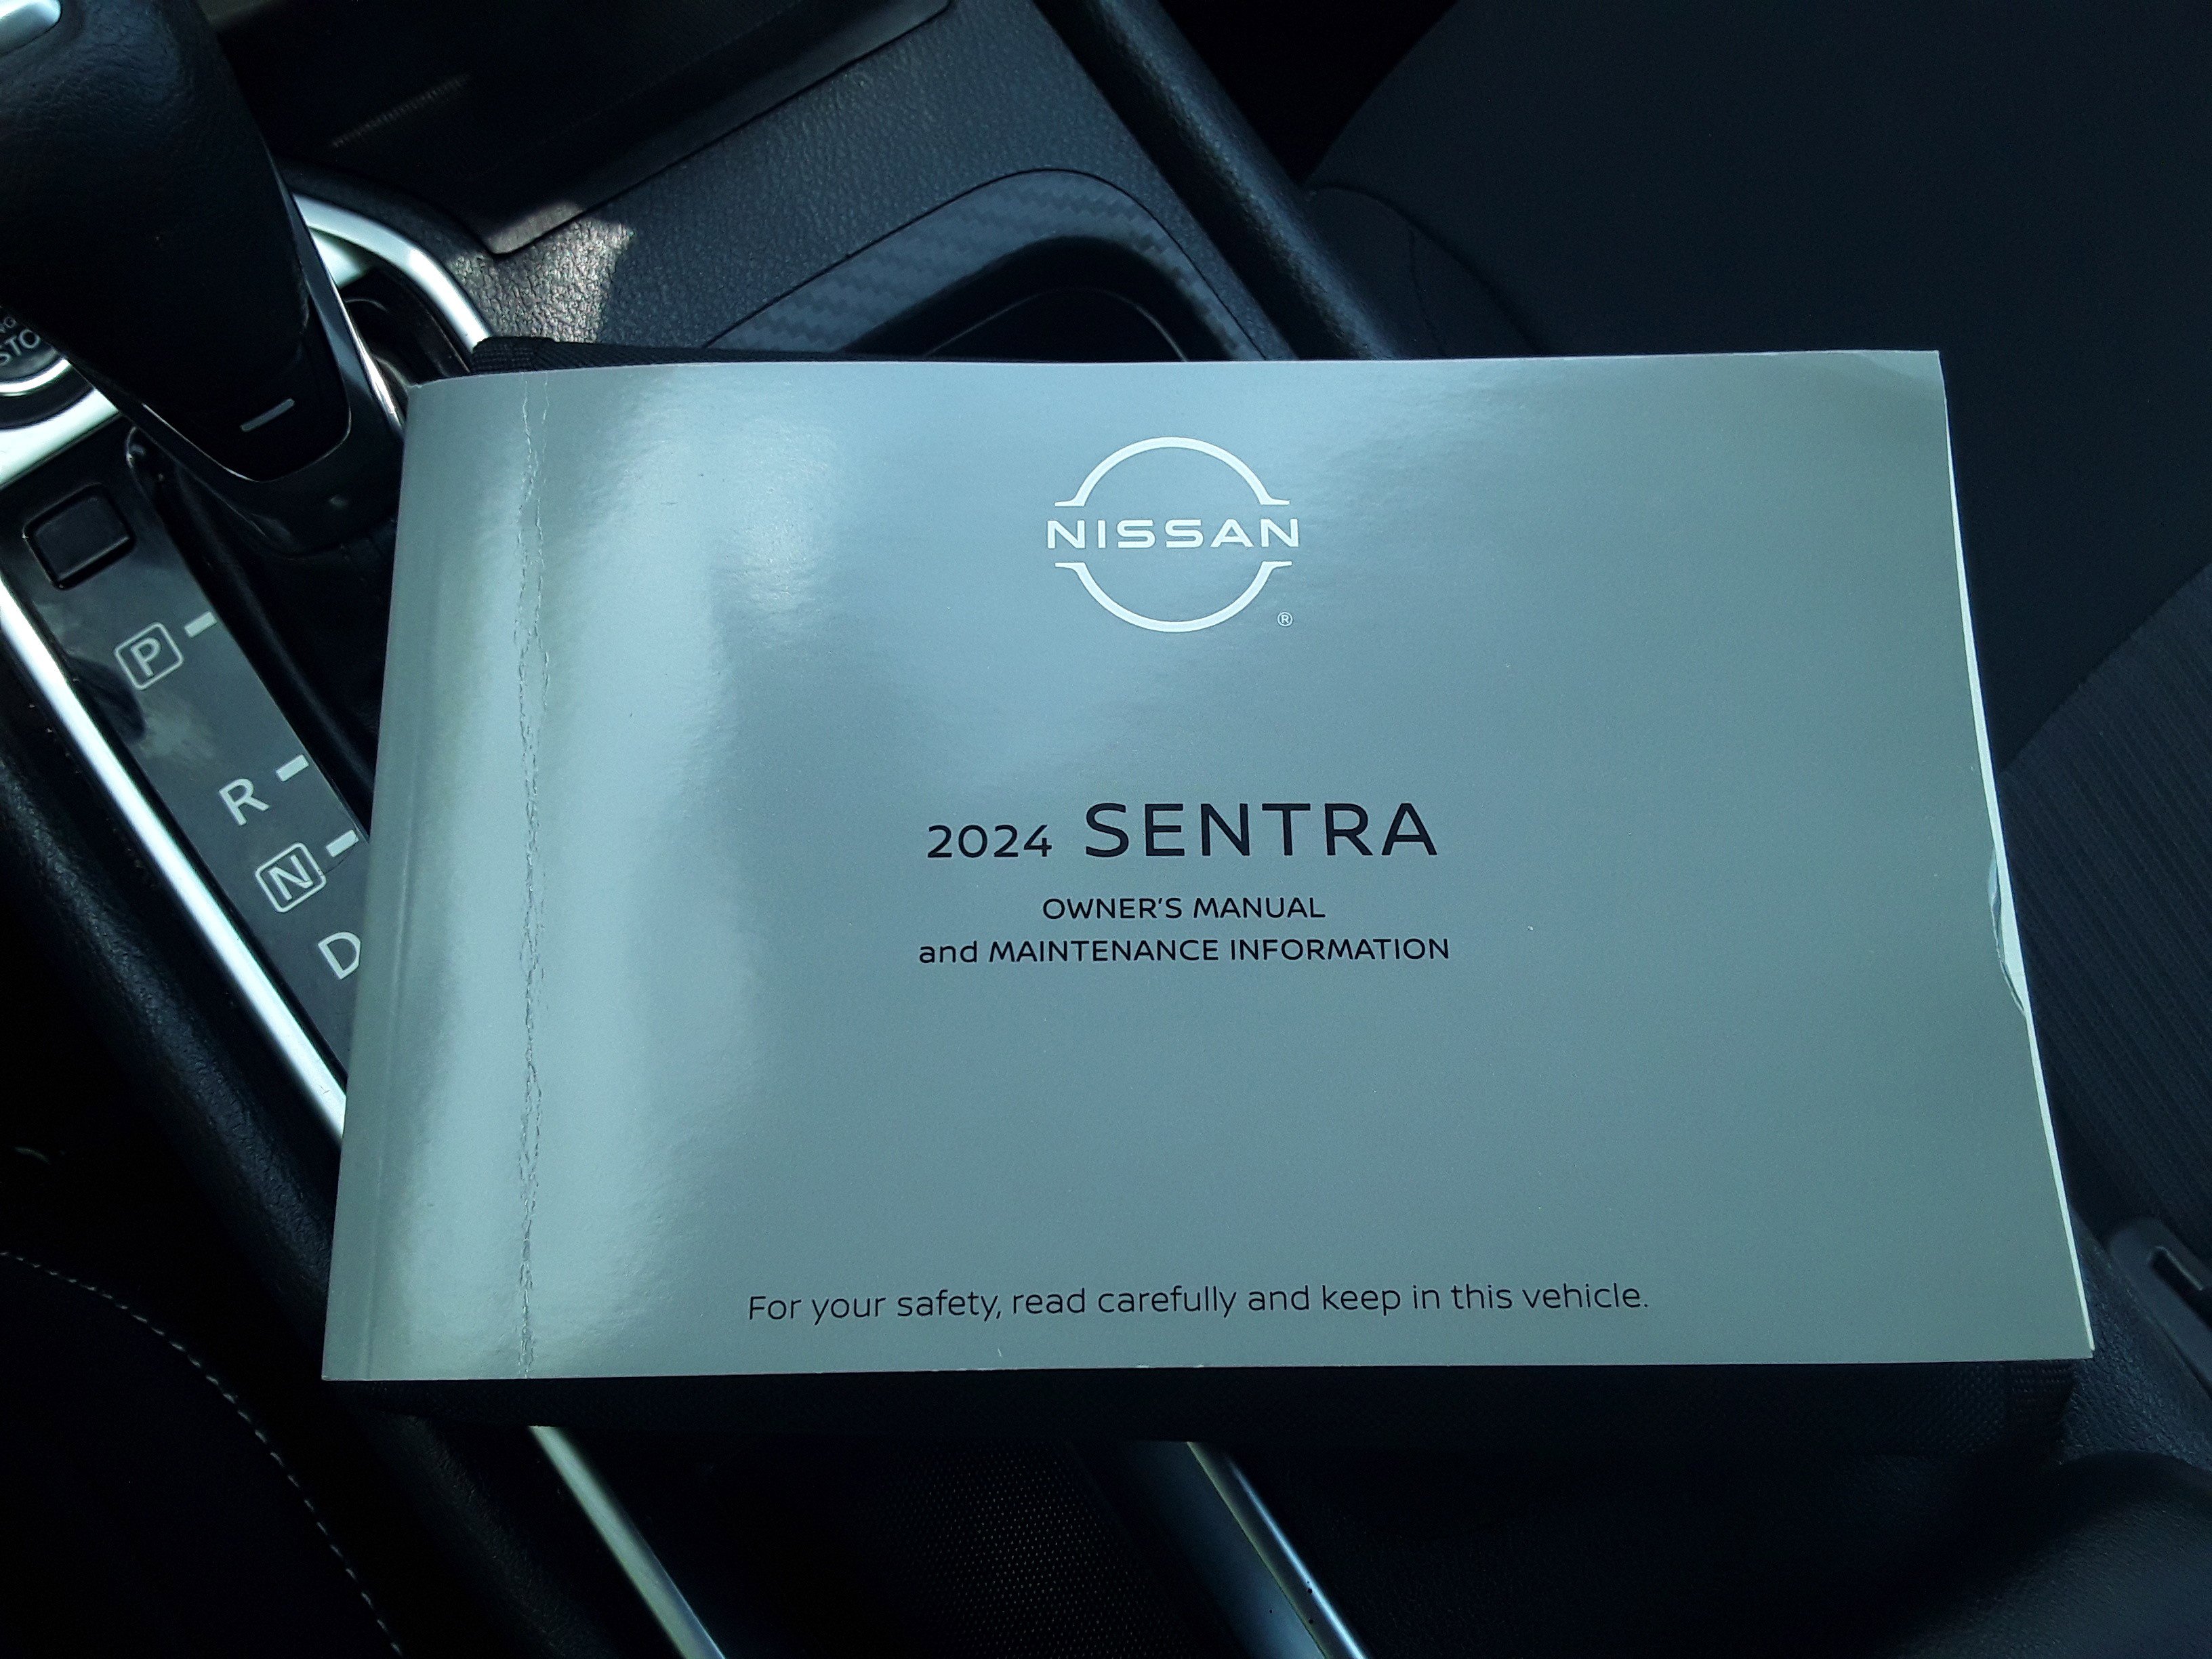 NISSAN
®
2024 SENTRA
OWNER'S MANUAL
and MAINTENANCE INFORMATION
For your safety, read carefully and keep in this vehicle.
P
R
N
D